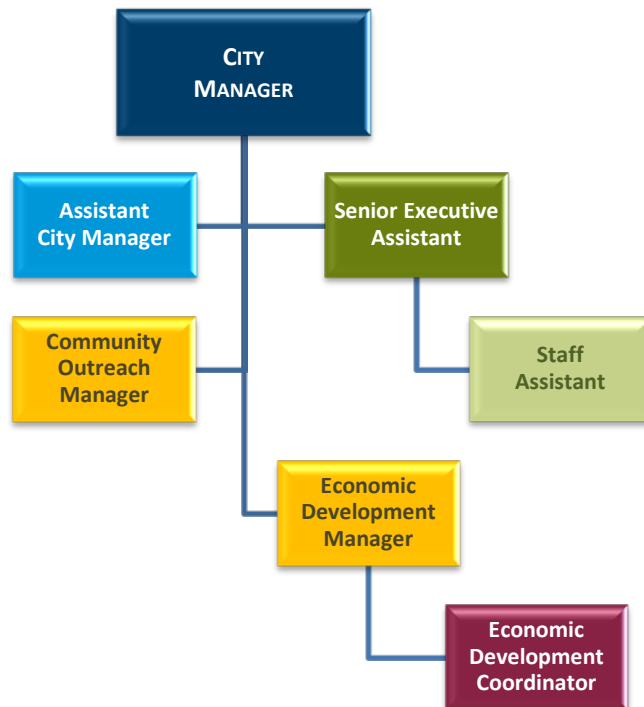 CITY
MANAGER
Assistant
City Manager
Senior Executive
Assistant
Community
Outreach
Manager
Staff
Assistant
Economic
Development
Manager
Economic
Development
Coordinator